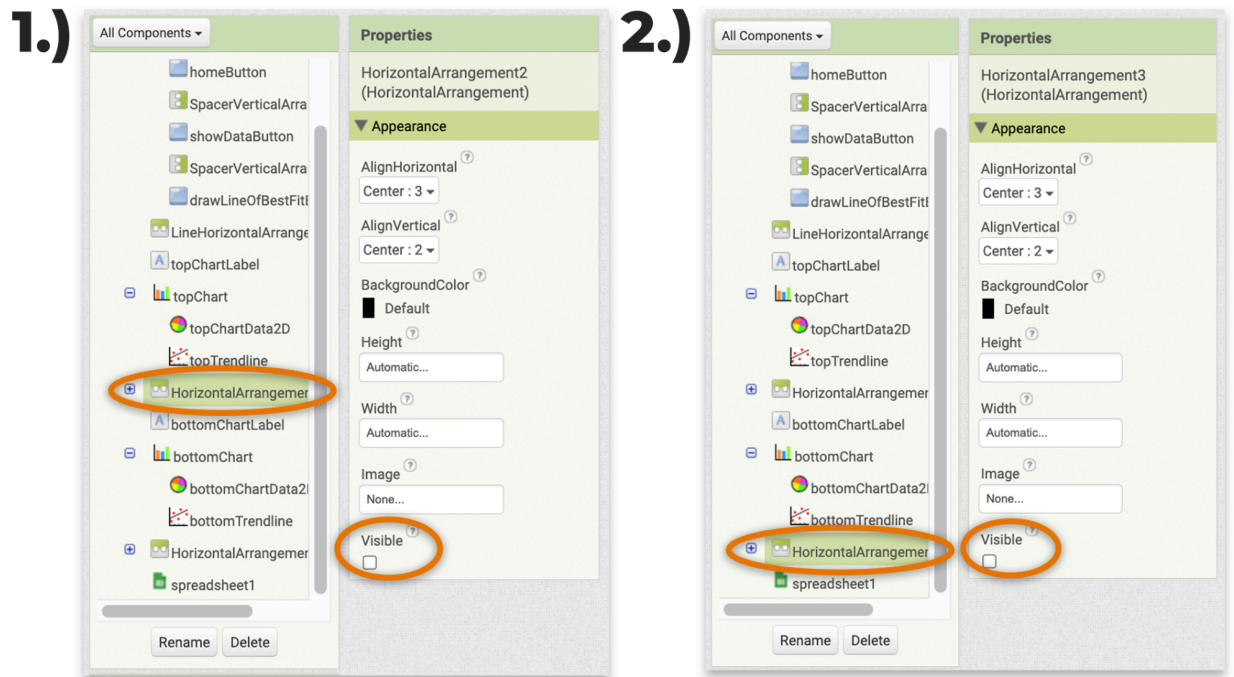 1.)
All Components
homeButton
SpacerVerticalArra
showDataButton
SpacerVerticalArra
drawLineOfBestFitB
LineHorizontalArrange
topChartLabel
topChart
topChartData2D
topTrendline
HorizontalArrangemer
bottomChartLabel
bottomChart
bottomChartData2
bottomTrendline
HorizontalArrangemer
spreadsheet1
Rename Delete
Properties
HorizontalArrangement2
(HorizontalArrangement)
Appearance
AlignHorizontal ?
Center : 3
AlignVertical ?
Center : 2
BackgroundColor ?
Default
Height ?
Automatic...
Width ?
Automatic...
Image ?
None...
Visible ?
2.)
All Components
homeButton
SpacerVerticalArra
showDataButton
SpacerVerticalArra
drawLineOfBestFitB
LineHorizontalArrange
topChartLabel
topChart
topChartData2D
topTrendline
HorizontalArrangemer
bottomChartLabel
bottomChart
bottomChartData2
bottomTrendline
HorizontalArrangemer
spreadsheet1
Rename Delete
Properties
HorizontalArrangement3
(HorizontalArrangement)
Appearance
AlignHorizontal ?
Center : 3
AlignVertical ?
Center : 2
BackgroundColor ?
Default
Height ?
Automatic...
Width ?
Automatic...
Image ?
None...
Visible ?